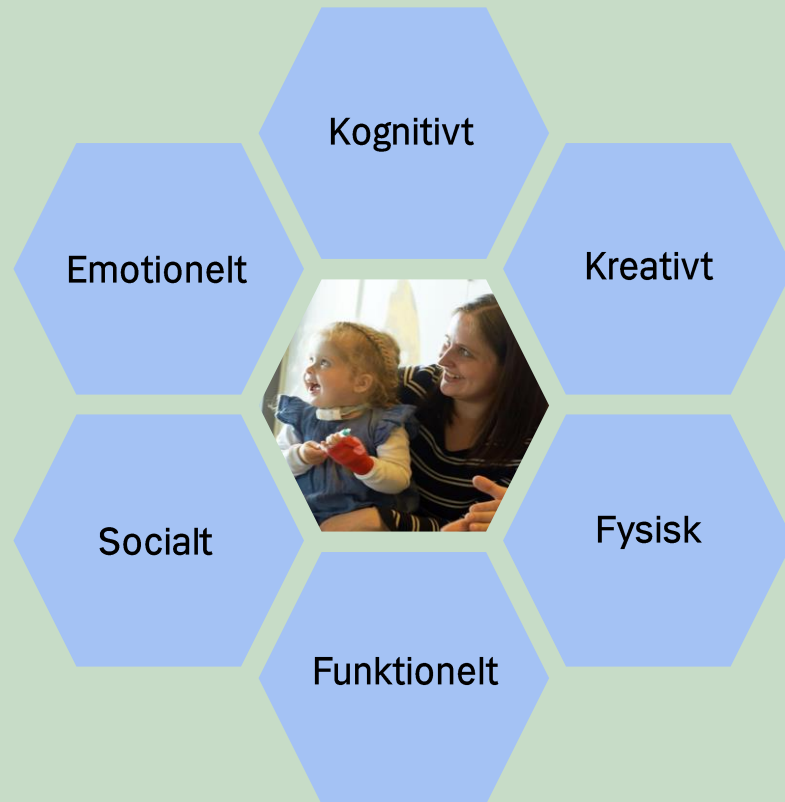 Kognitivt
Emotionelt
Kreativt
Socialt
Fysisk
Funktionelt